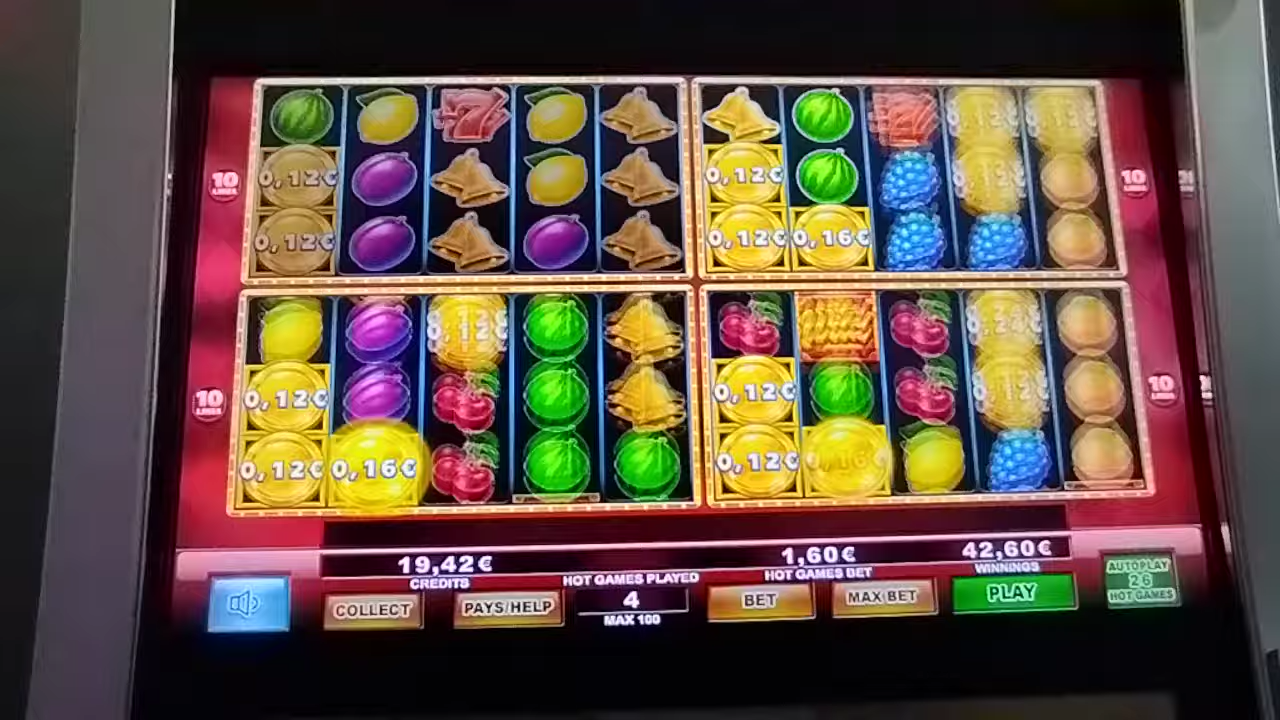 7
7
0,12€
0,12€
10
LINES
0,12€
0,12€
0,12€
0,16€
10
LINES
0,12€
0,12€
0,12€
0,16€
10
LINES
0,12€
0,12€
0,16€
10
LINES
19,42€
CREDITS
HOT GAMES PLAYED
4
MAX 100
1,60€
HOT GAMES BET
42,60€
WINNINGS
COLLECT
PAYS/HELP
BET
MAX BET
PLAY
AUTOPLAY
26
HOT GAMES